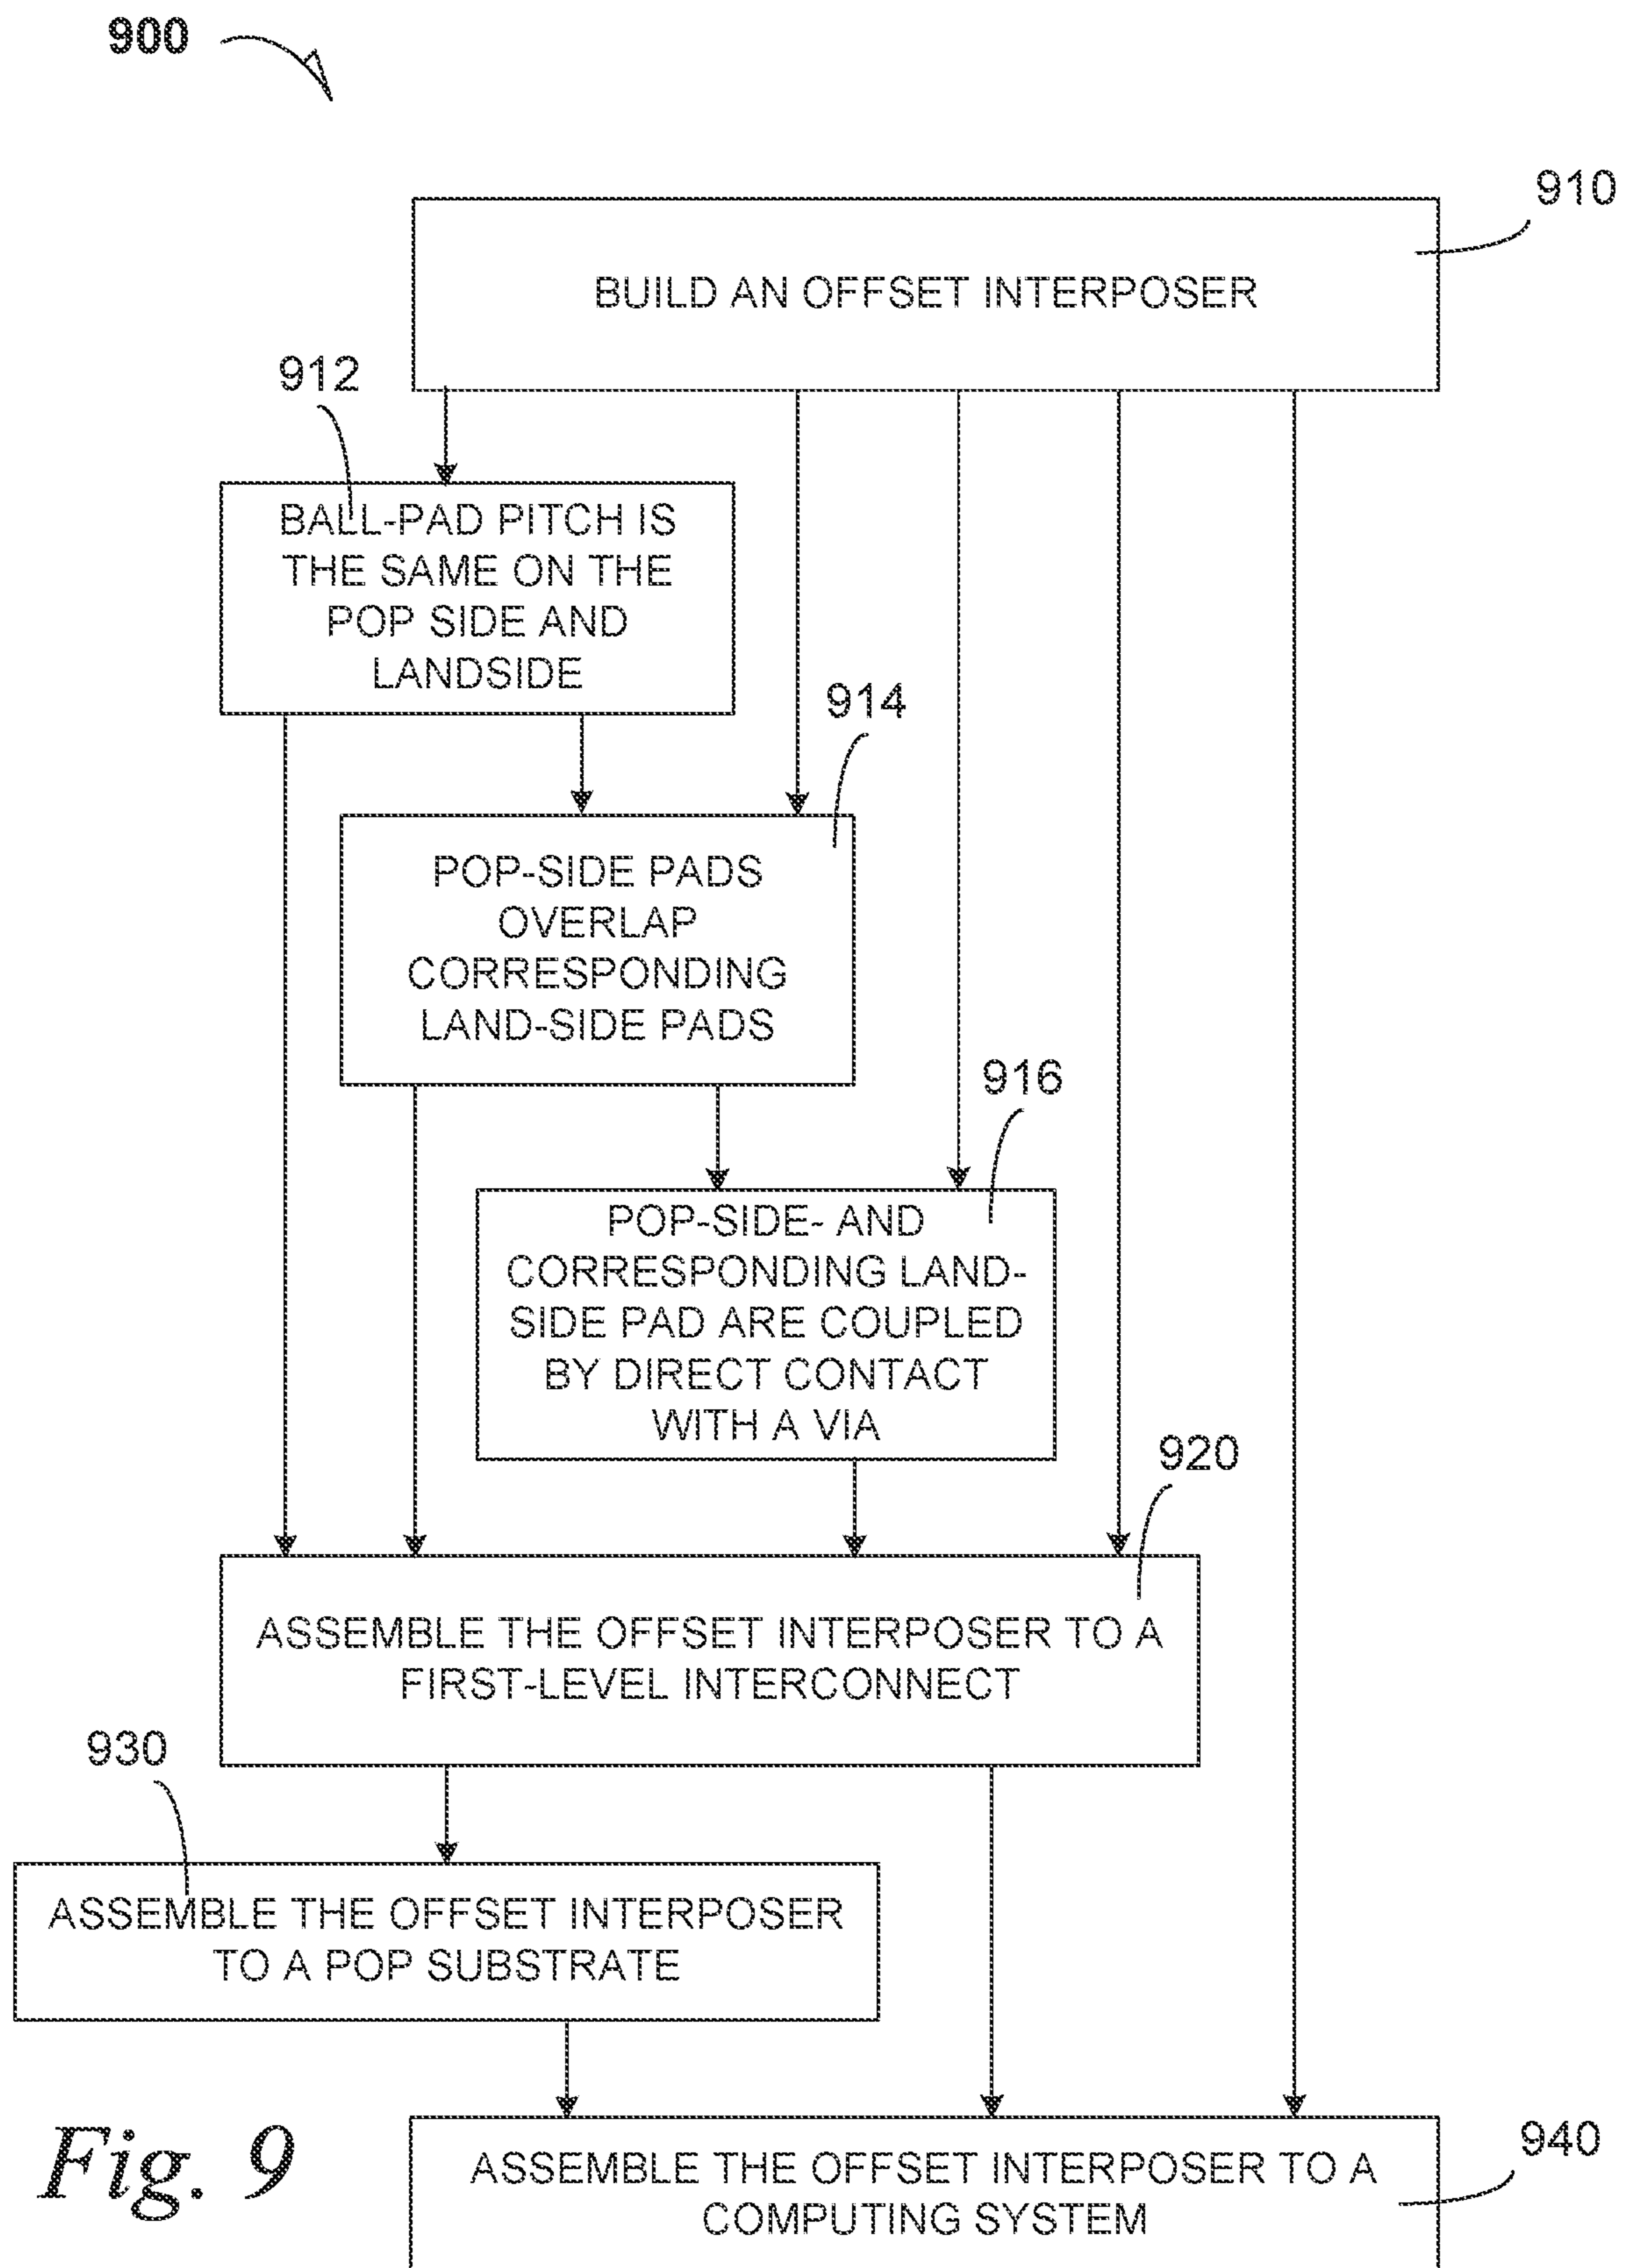 900
910
BUILD AN OFFSET INTERPOSER
912
BALL-PAD PITCH IS
THE SAME ON THE
POP SIDE AND
LANDSIDE
914
POP-SIDE PADS
OVERLAP
CORRESPONDING
LAND-SIDE PADS
916
POP-SIDE- AND
CORRESPONDING LAND-
SIDE PAD ARE COUPLED
BY DIRECT CONTACT
WITH A VIA
920
ASSEMBLE THE OFFSET INTERPOSER TO A
FIRST-LEVEL INTERCONNECT
930
ASSEMBLE THE OFFSET INTERPOSER
TO A POP SUBSTRATE
940
ASSEMBLE THE OFFSET INTERPOSER TO A
COMPUTING SYSTEM
Fig. 9